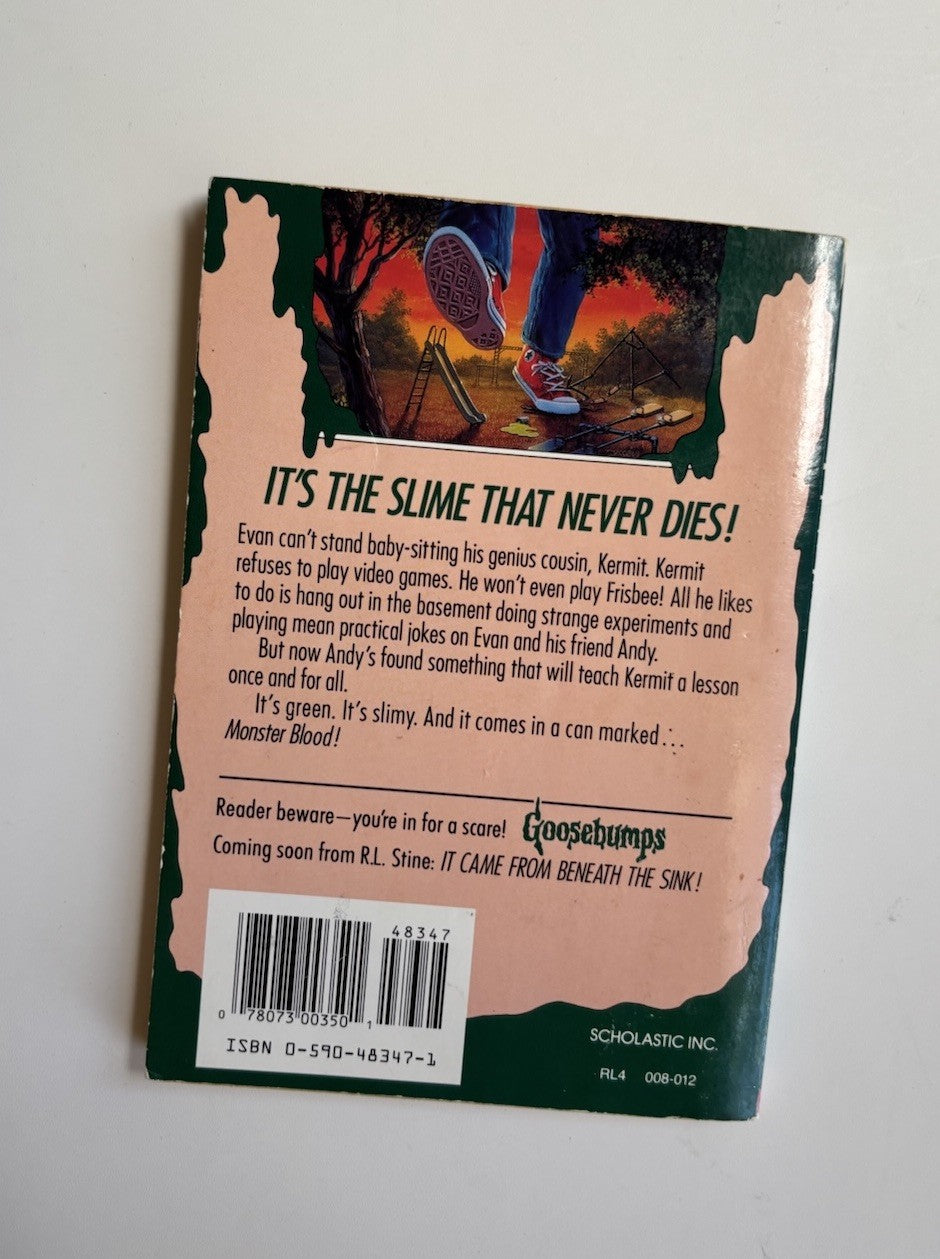 IT'S THE SLIME THAT NEVER DIES!
Evan can't stand baby-sitting his genius cousin, Kermit. Kermit
refuses to play video games. He won't even play Frisbee! All he likes
to do is hang out in the basement doing strange experiments and
playing mean practical jokes on Evan and his friend Andy.
But now Andy's found something that will teach Kermit a lesson
once and for all.
It's green. It's slimy. And it comes in a can marked...
Monster Blood!
Reader beware—you're in for a scare! Goosebumps
Coming soon from R.L. Stine: IT CAME FROM BENEATH THE SINK!
48347
0 78073 00350 1
ISBN 0-590-48347-1
SCHOLASTIC INC.
RL4 008-012